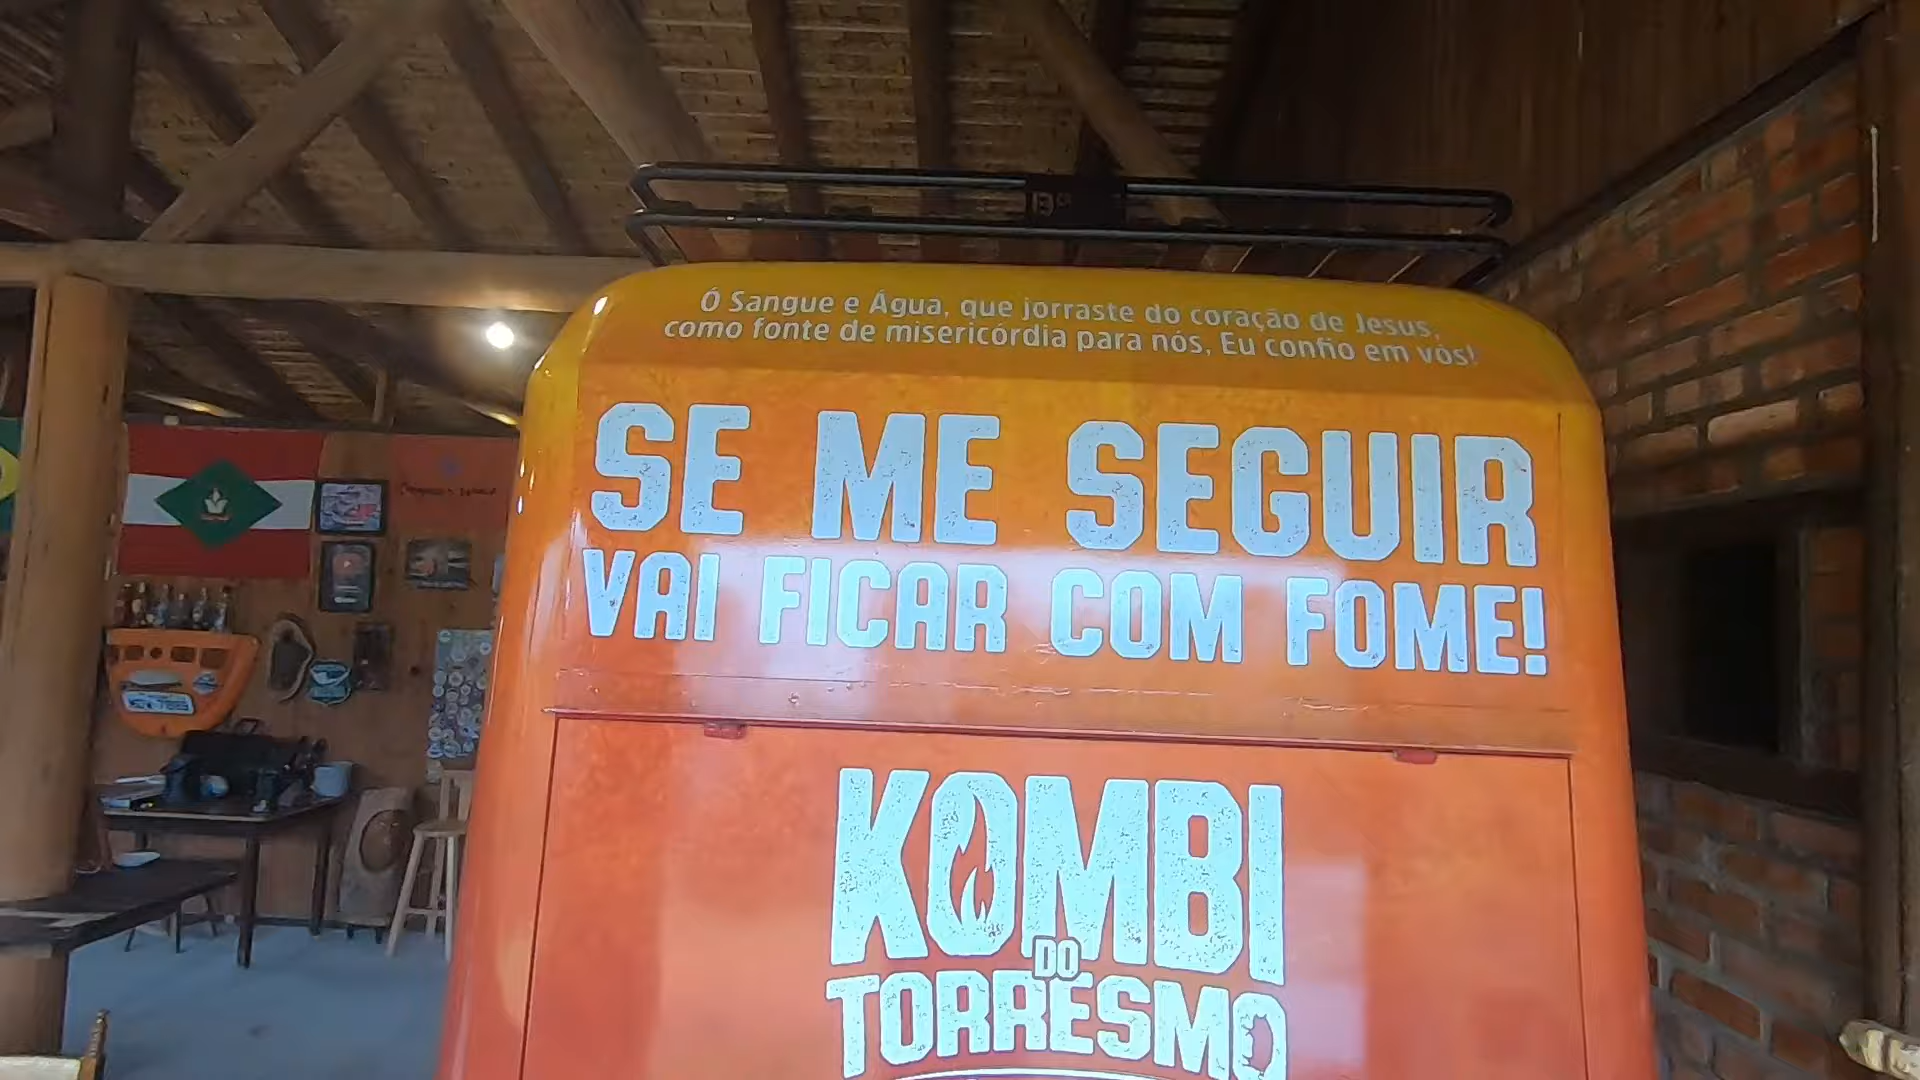 Ó Sangue e Água, que jorraste do coração de Jesus,
como fonte de misericórdia para nós, Eu confio em vós!
SE ME SEGUIR
VAI FICAR COM FOME!
KOMBI
DO
TORRESMO